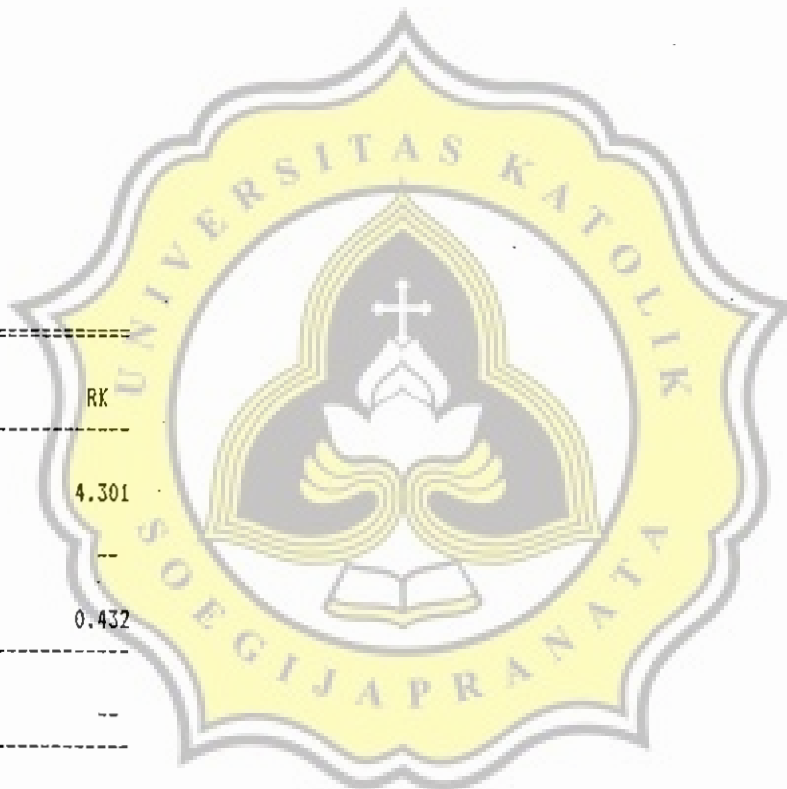 UNIVERSITAS KATOLIK
==========
RK
----------
4.301
--
0.432
----------
--
----------
SOEGIJAPRANATA